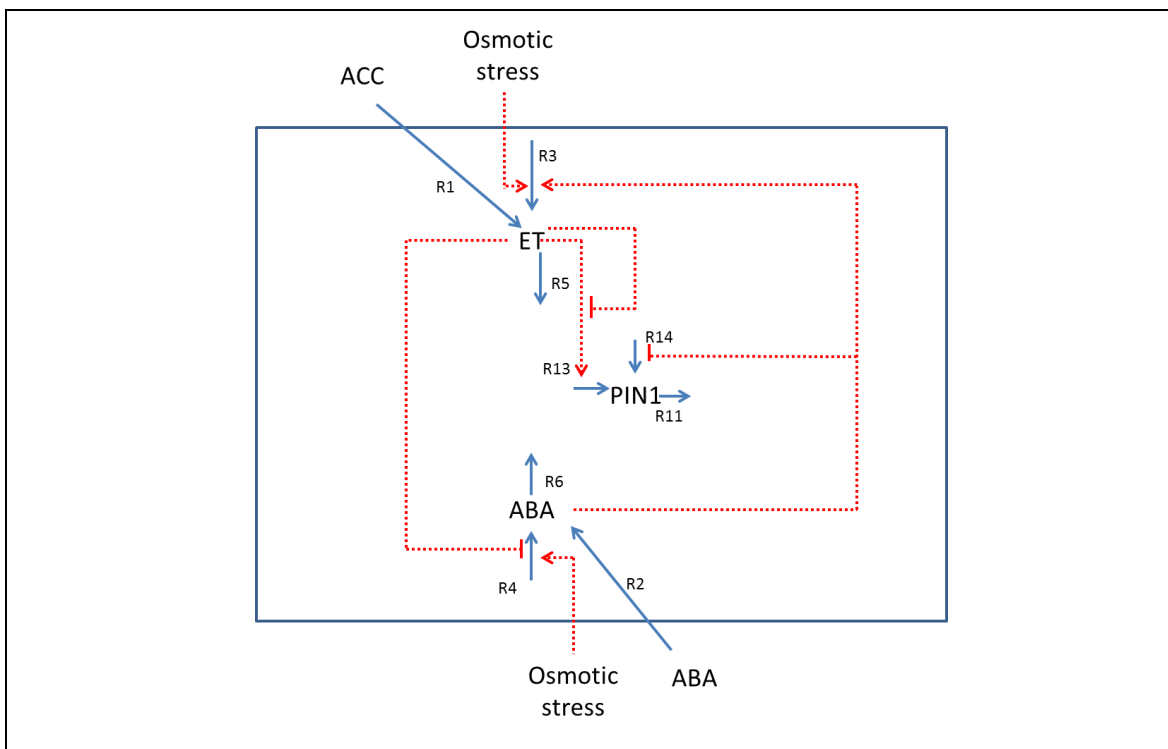 Osmotic
stress
ACC
R3
R1
ET
R5
R14
R13
PIN1
R11
R6
ABA
R4
R2
Osmotic
stress
ABA